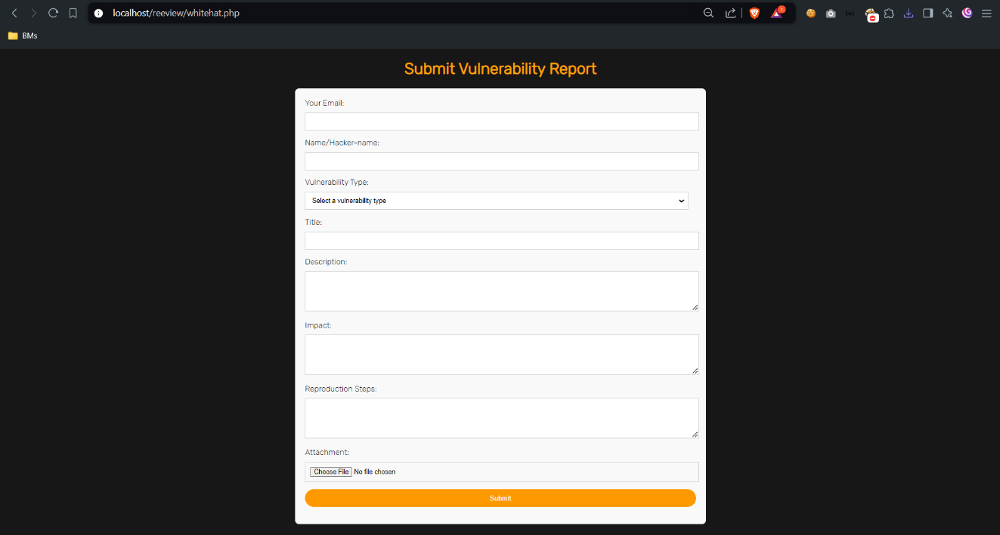 localhost/reeview/whitehat.php
1
BMs
Submit Vulnerability Report
Your Email:
Name/Hacker-name:
Vulnerability Type:
Select a vulnerability type
Title:
Description:
Impact:
Reproduction Steps:
Attachment:
Choose File No file chosen
Submit